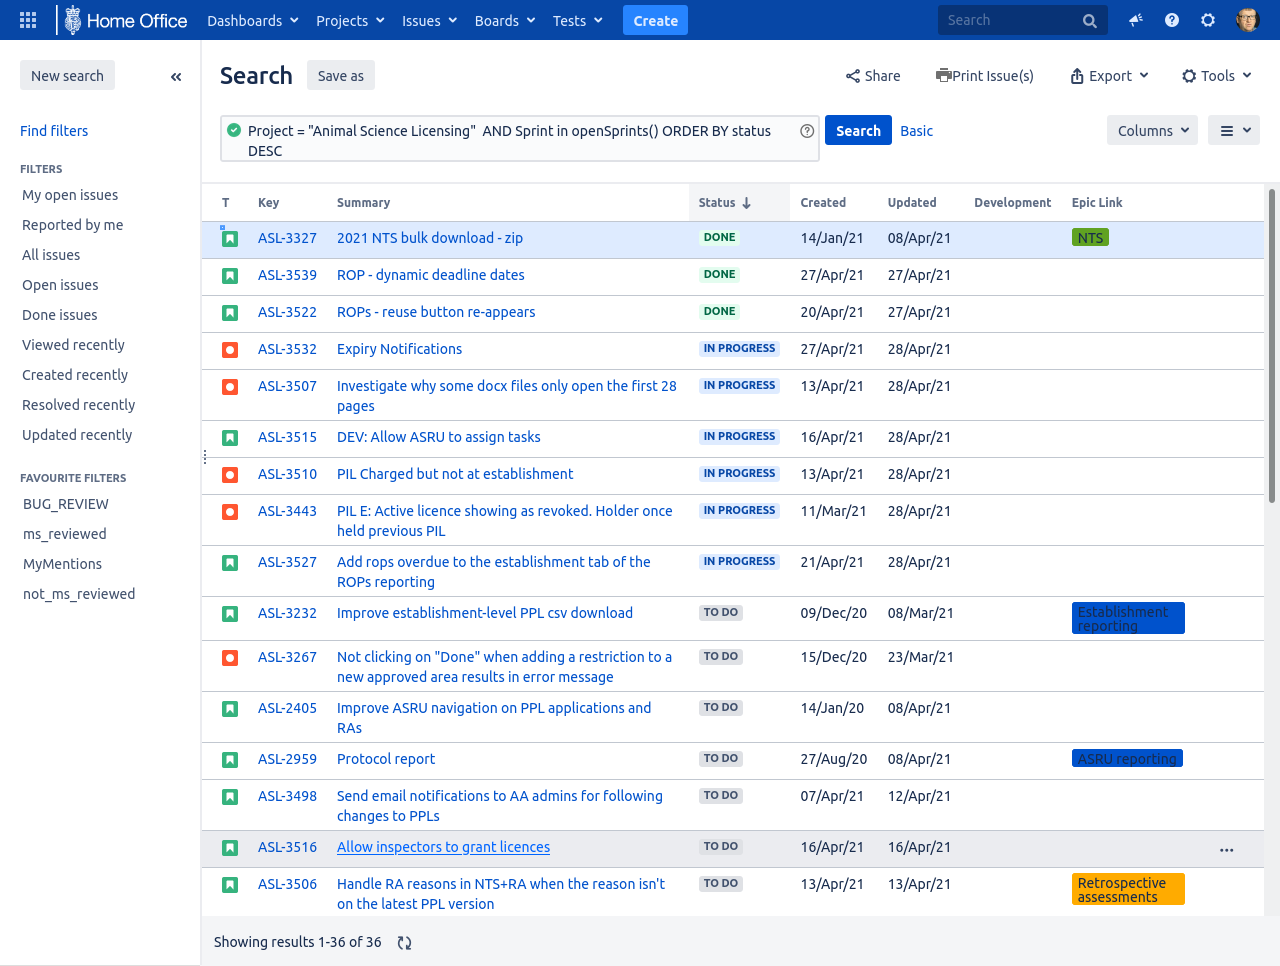 Home Office Dashboards Projects Issues Boards Tests Create Search
New search
Search Save as Share Print Issue(s) Export Tools
Find filters
Project = "Animal Science Licensing"  AND Sprint in openSprints() ORDER BY status
DESC
Search Basic Columns
FILTERS
My open issues
Reported by me
All issues
Open issues
Done issues
Viewed recently
Created recently
Resolved recently
Updated recently
FAVOURITE FILTERS
BUG_REVIEW
ms_reviewed
MyMentions
not_ms_reviewed
T Key Summary Status Created Updated Development Epic Link
ASL-3327 2021 NTS bulk download - zip DONE 14/Jan/21 08/Apr/21 NTS
ASL-3539 ROP - dynamic deadline dates DONE 27/Apr/21 27/Apr/21
ASL-3522 ROPs - reuse button re-appears DONE 20/Apr/21 27/Apr/21
ASL-3532 Expiry Notifications IN PROGRESS 27/Apr/21 28/Apr/21
ASL-3507 Investigate why some docx files only open the first 28 IN PROGRESS 13/Apr/21 28/Apr/21
pages
ASL-3515 DEV: Allow ASRU to assign tasks IN PROGRESS 16/Apr/21 28/Apr/21
ASL-3510 PIL Charged but not at establishment IN PROGRESS 13/Apr/21 28/Apr/21
ASL-3443 PIL E: Active licence showing as revoked. Holder once IN PROGRESS 11/Mar/21 28/Apr/21
held previous PIL
ASL-3527 Add rops overdue to the establishment tab of the IN PROGRESS 21/Apr/21 28/Apr/21
ROPs reporting
ASL-3232 Improve establishment-level PPL csv download TO DO 09/Dec/20 08/Mar/21 Establishment
reporting
ASL-3267 Not clicking on "Done" when adding a restriction to a TO DO 15/Dec/20 23/Mar/21
new approved area results in error message
ASL-2405 Improve ASRU navigation on PPL applications and TO DO 14/Jan/20 08/Apr/21
RAs
ASL-2959 Protocol report TO DO 27/Aug/20 08/Apr/21 ASRU reporting
ASL-3498 Send email notifications to AA admins for following TO DO 07/Apr/21 12/Apr/21
changes to PPLs
ASL-3516 Allow inspectors to grant licences TO DO 16/Apr/21 16/Apr/21 ...
ASL-3506 Handle RA reasons in NTS+RA when the reason isn't TO DO 13/Apr/21 13/Apr/21 Retrospective
on the latest PPL version assessments
Showing results 1-36 of 36